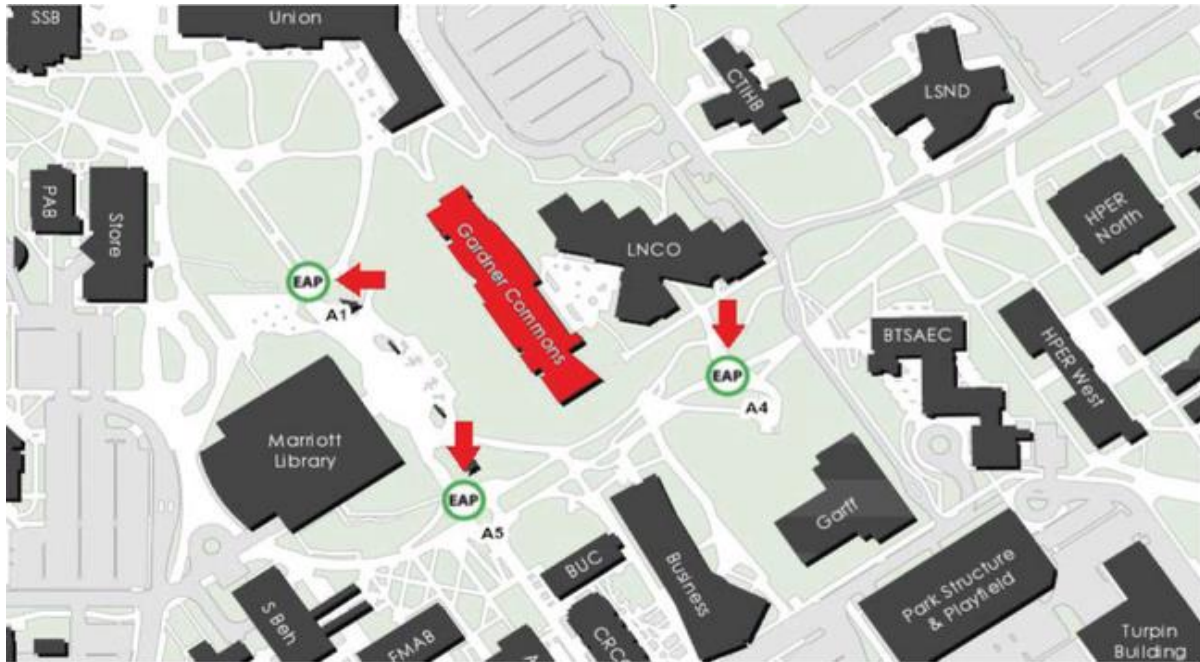 SSB
Union
CTIHB
LSND
PAB
Store
HPER
North
Gardner Commons
LNCO
EAP
A1
BTSAEC
HPER West
EAP
A4
Marriott
Library
EAP
A5
Garff
BUC
Business
Park Structure
& Playfield
S Beh
FMAB
Turpin
Building